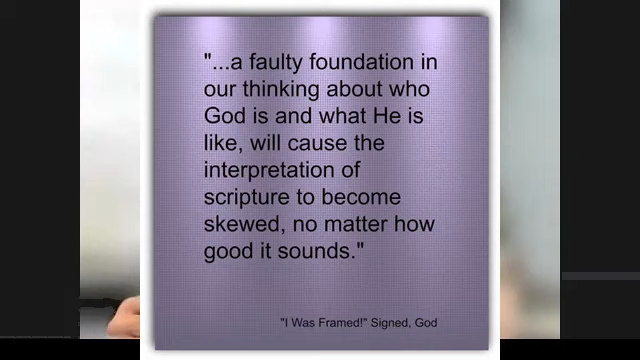 "...a faulty foundation in
our thinking about who
God is and what He is
like, will cause the
interpretation of
scripture to become
skewed, no matter how
good it sounds."
"I Was Framed!" Signed, God